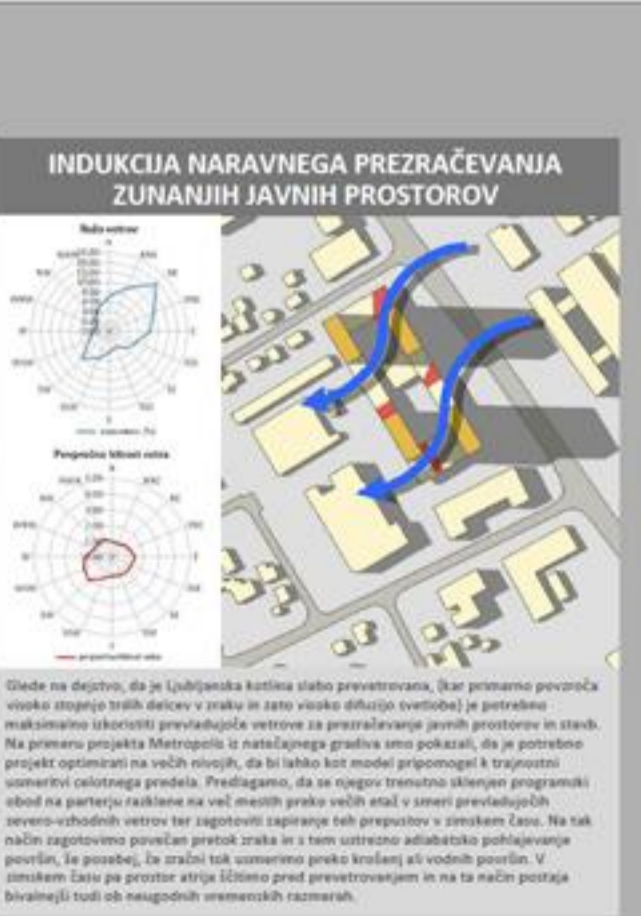 INDUKCIJA NARAVNEGA PREZRAČEVANJA
ZUNANJIH JAVNIH PROSTOROV
Roža vetrov
Povprečna hitrost vetra
Glede na dejstvo, da je Ljubljanska kotlina slabo prevetrovana, (kar primarno povzroča
visoko stopnjo trdih delcev v zraku in zato visoko difuzijo svetlobe) je potrebno
maksimalno izkoristiti prevladujoče vetrove za prezračevanje javnih prostorov in stavb.
Na primeru projekta Metropolis iz natečajnega gradiva smo pokazali, da je potrebno
projekt optimirati na večih nivojih, da bi lahko kot model pripomogel k trajnostni
usmeritvi celotnega predela. Predlagamo, da se njegov trenutno sklenjen programski
obod na parterju razklene na več mestih preko večih etaž v smeri prevladujočih
severo-vzhodnih vetrov ter zagotoviti zapiranje teh prepustov v zimskem času. Na tak
način zagotovimo povečan pretok zraka in s tem ustrezno adiabatsko pohlajevanje
površin, še posebej, če zračni tok usmerimo preko krošenj ali vodnih površin. V
zimskem času pa prostor atrija ščitimo pred prevetrovanjem in na ta način postaja
bivalnejši tudi ob neugodnih vremenskih razmerah.